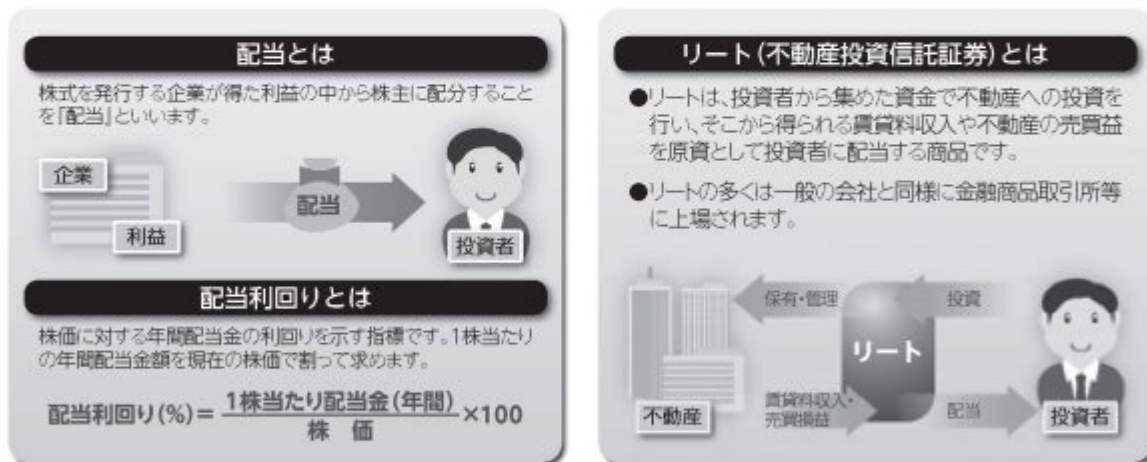 配当とは
株式を発行する企業が得た利益の中から株主に配分すること
を『配当』といいます。
企業
利益
配当
投資者
配当利回りとは
株価に対する年間配当金の利回りを示す指標です。1株当たり
の年間配当金額を現在の株価で割って求めます。
配当利回り(%)=1株当たり配当金(年間)×100
株 価
リート(不動産投資信託証券)とは
●リートは、投資者から集めた資金で不動産への投資を
行い、そこから得られる賃貸料収入や不動産の売買益
を原資として投資者に配当する商品です。
●リートの多くは一般の会社と同様に金融商品取引所等
に上場されます。
保有・管理
投資
リート
不動産
賃貸料収入・
売買損益
配当
投資者